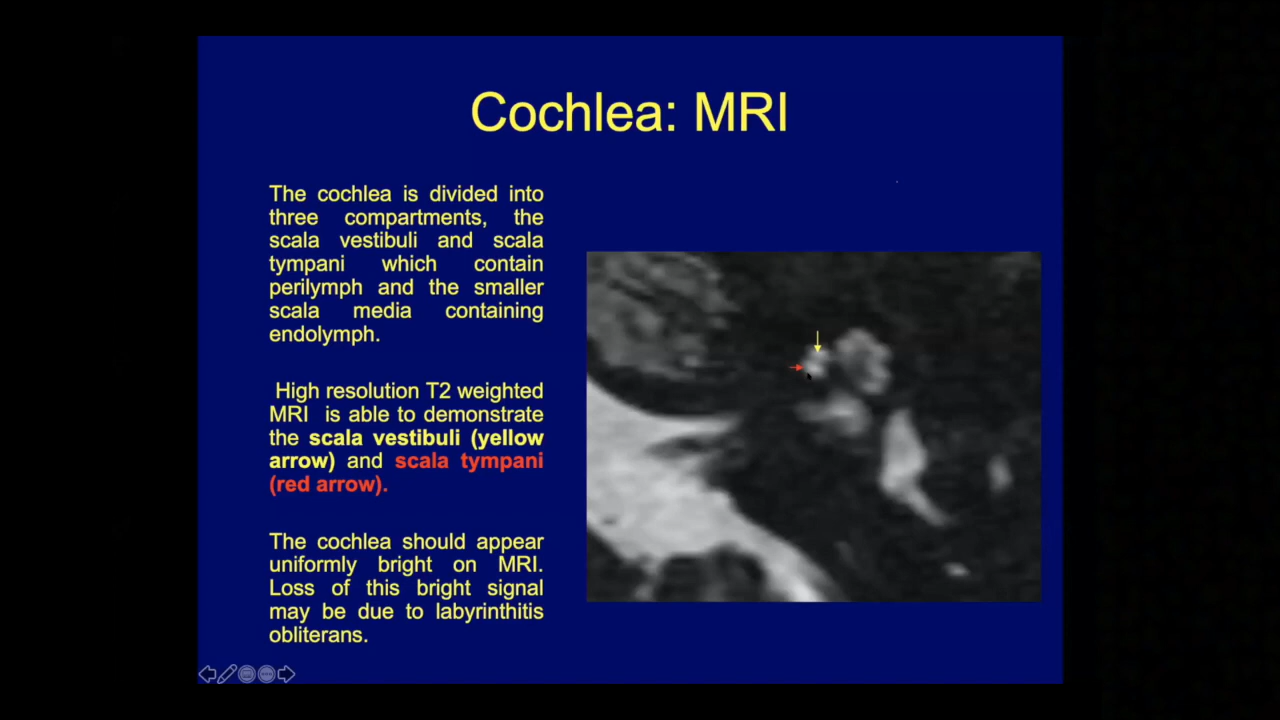 Cochlea: MRI
The cochlea is divided into
three compartments, the
scala vestibuli and scala
tympani which contain
perilymph and the smaller
scala media containing
endolymph.
High resolution T2 weighted
MRI is able to demonstrate
the scala vestibuli (yellow
arrow) and scala tympani
(red arrow).
The cochlea should appear
uniformly bright on MRI.
Loss of this bright signal
may be due to labyrinthitis
obliterans.